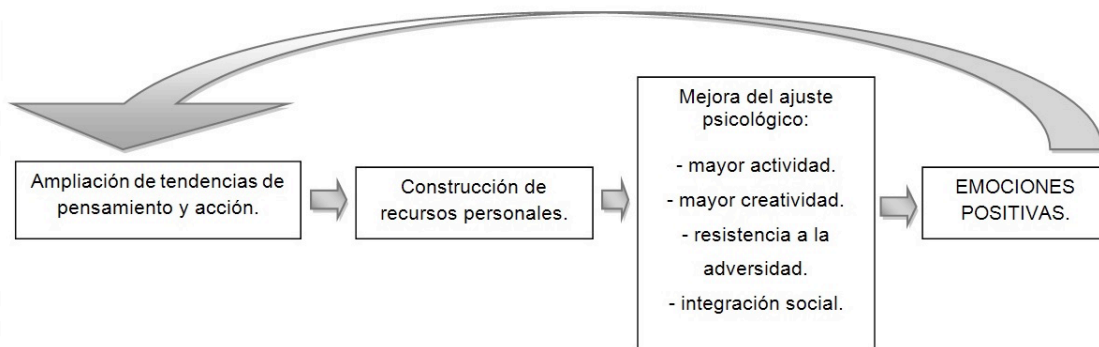 Ampliación de tendencias de
pensamiento y acción.
Construcción de
recursos personales.
Mejora del ajuste
psicológico:
- mayor actividad.
- mayor creatividad.
- resistencia a la
adversidad.
- integración social.
EMOCIONES
POSITIVAS.